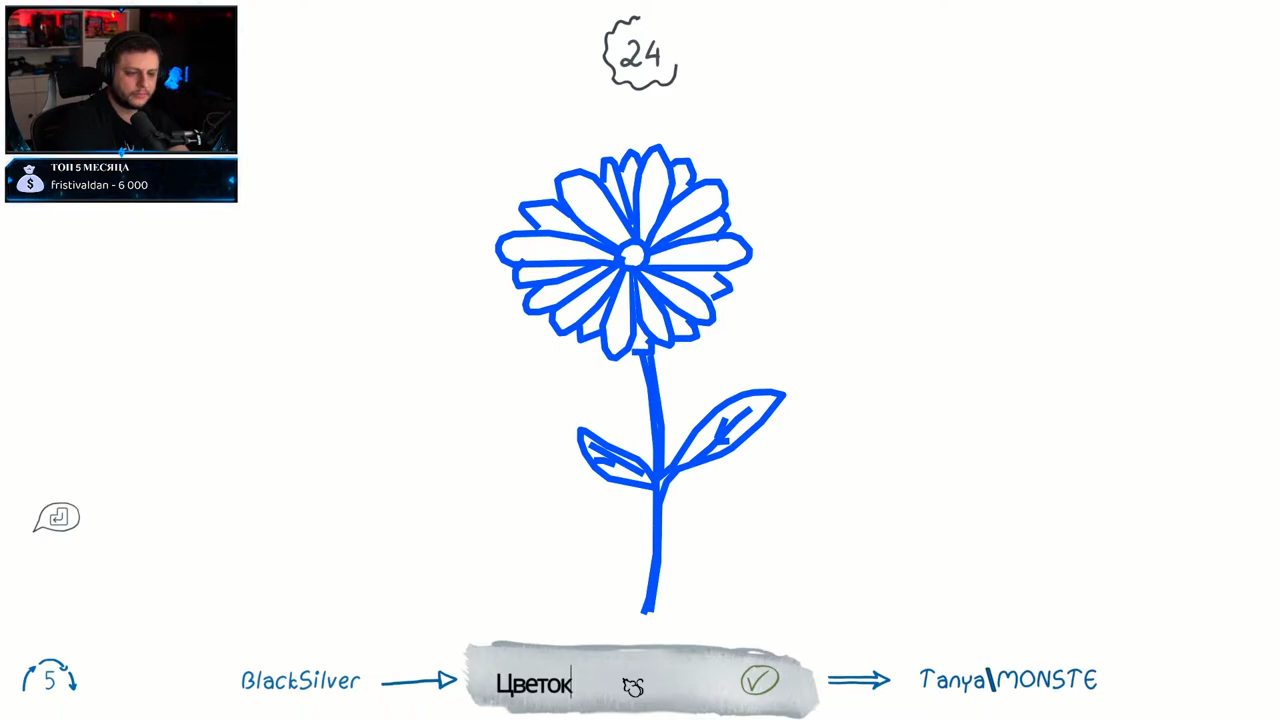 24
ТОП 5 МЕСЯЦА
fristivaldan - 6 000
5
BlackSilver
Цветок
Tanya\MONSTE